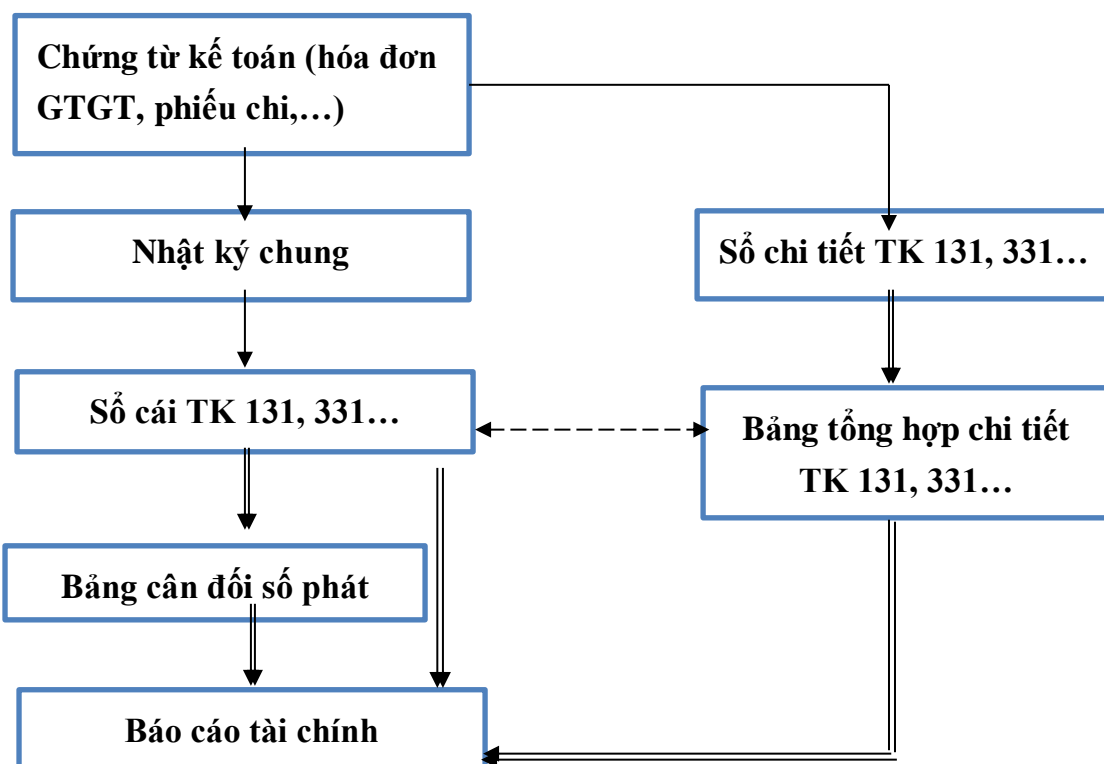 Chứng từ kế toán (hóa đơn
GTGT, phiếu chi,…)
Nhật ký chung
Sổ chi tiết TK 131, 331…
Sổ cái TK 131, 331…
Bảng tổng hợp chi tiết
TK 131, 331…
Bảng cân đối số phát
Báo cáo tài chính